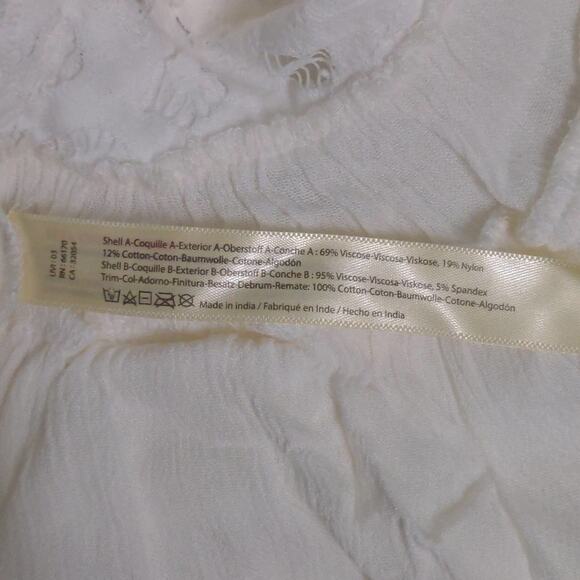 Shell A-Coquille A-Exterior A-Oberstoff A-Conche A : 69% Viscose-Viscosa-Viskose, 19% Nylon
12% Cotton-Coton-Baumwolle-Cotone-Algodón
Shell B-Coquille B-Exterior B-Oberstoff B-Conche B : 95% Viscose-Viscosa-Viskose, 5% Spandex
Trim-Col-Adorno-Finitura-Besatz-Debrum-Remate: 100% Cotton-Coton-Baumwolle-Cotone-Algodón
Made in india / Fabriqué en Inde / Hecho en India
RN : 66170
CA : 32054